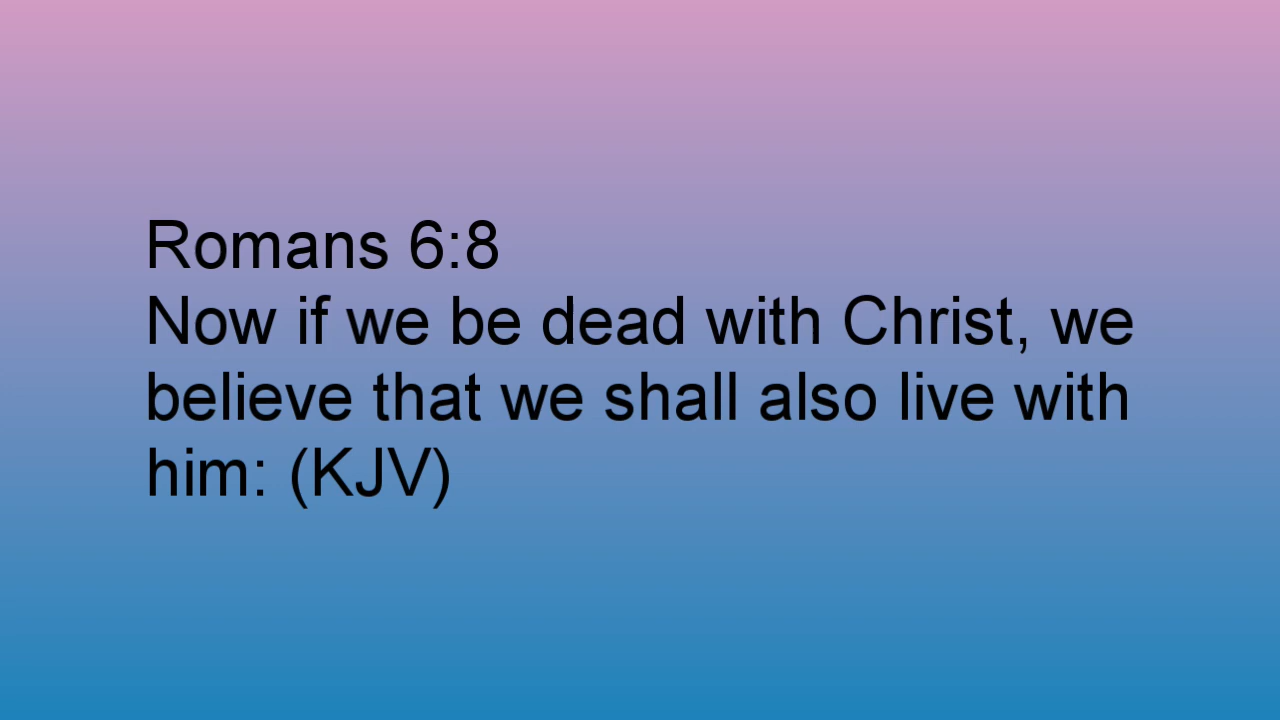 Romans 6:8
Now if we be dead with Christ, we
believe that we shall also live with
him: (KJV)